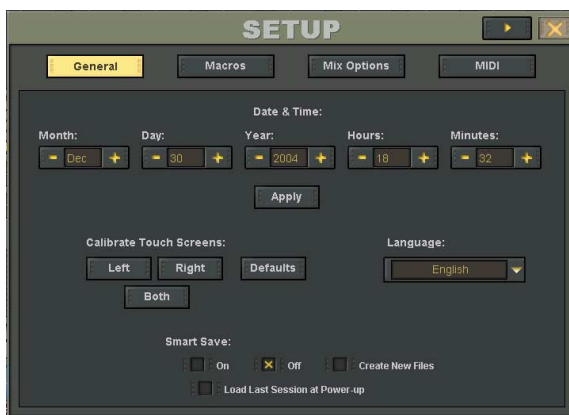 SETUP
General Macros Mix Options MIDI
Date & Time:
Month: Day: Year: Hours: Minutes:
- Dec + - 30 + - 2004 + - 18 + - 32 +
Apply
Calibrate Touch Screens: Language:
Left Right Defaults English
Both
Smart Save:
On Off Create New Files
Load Last Session at Power-up